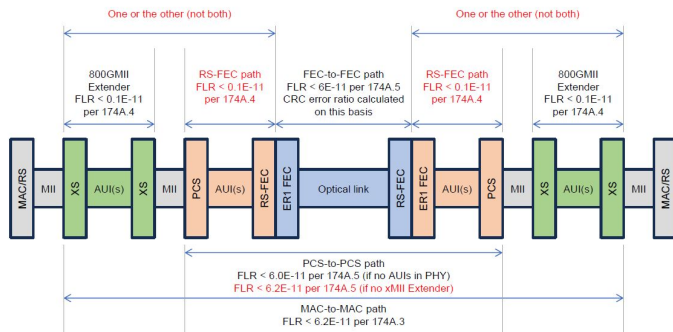 One or the other (not both)
One or the other (not both)
800GMII
Extender
FLR < 0.1E-11
per 174A.4
RS-FEC path
FLR < 0.1E-11
per 174A.4
FEC-to-FEC path
FLR < 6E-11 per 174A.5
CRC error ratio calculated
on this basis
RS-FEC path
FLR < 0.1E-11
per 174A.4
800GMII
Extender
FLR < 0.1E-11
per 174A.4
MAC/RS
MII
XS
AUI(s)
XS
MII
PCS
AUI(s)
RS-FEC
ER1 FEC
Optical link
RS-FEC
ER1 FEC
AUI(s)
PCS
MII
XS
AUI(s)
XS
MII
MAC/RS
PCS-to-PCS path
FLR < 6.0E-11 per 174A.5 (if no AUIs in PHY)
FLR < 6.2E-11 per 174A.5 (if no xMII Extender)
MAC-to-MAC path
FLR < 6.2E-11 per 174A.3